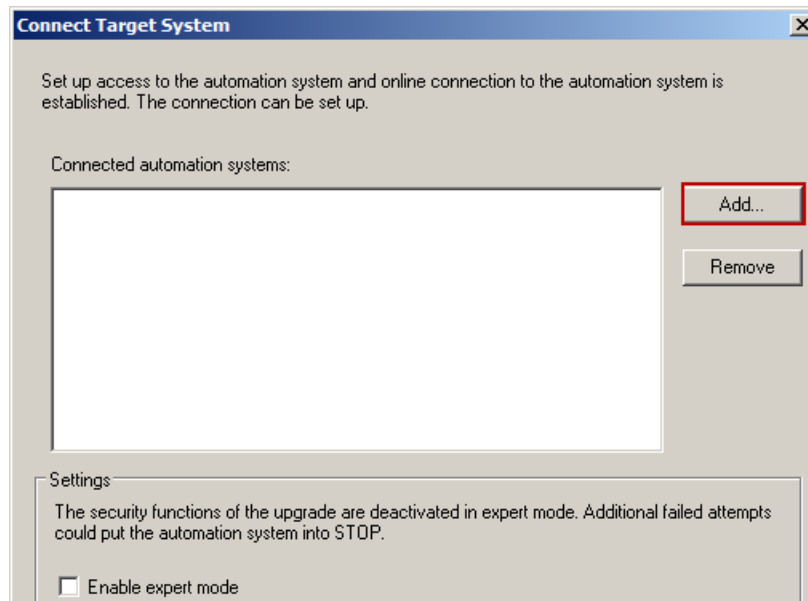 Connect Target System
Set up access to the automation system and online connection to the automation system is
established. The connection can be set up.
Connected automation systems:
Add...
Remove
Settings
The security functions of the upgrade are deactivated in expert mode. Additional failed attempts
could put the automation system into STOP.
Enable expert mode